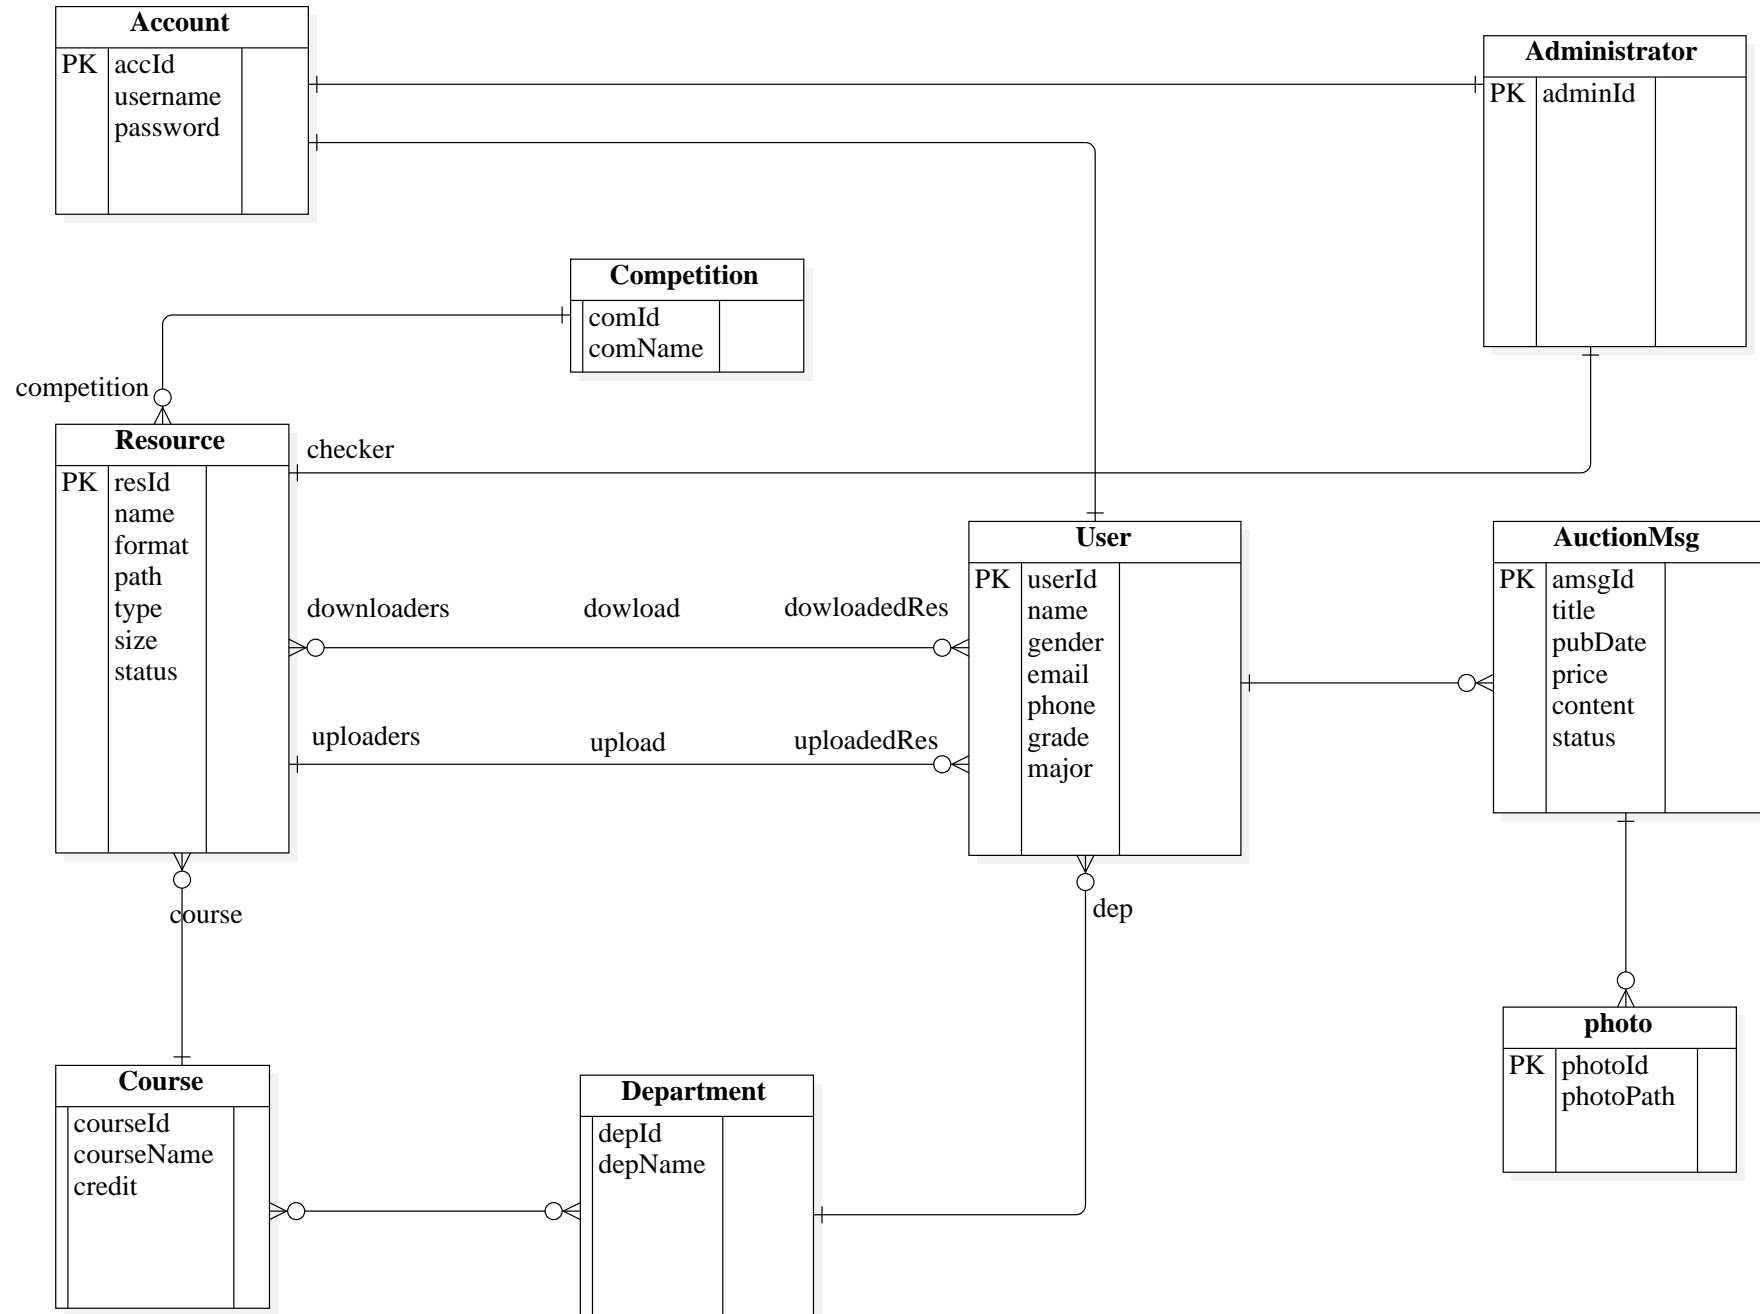 Account
PK accId
username
password
Administrator
PK adminId
Competition
comId
comName
competition
Resource
PK resId
name
format
path
type
size
status
checker
downloaders dowload dowloadedRes
uploaders upload uploadedRes
User
PK userId
name
gender
email
phone
grade
major
AuctionMsg
PK amsgId
title
pubDate
price
content
status
course
dep
photo
PK photoId
photoPath
Course
courseId
courseName
credit
Department
depId
depName